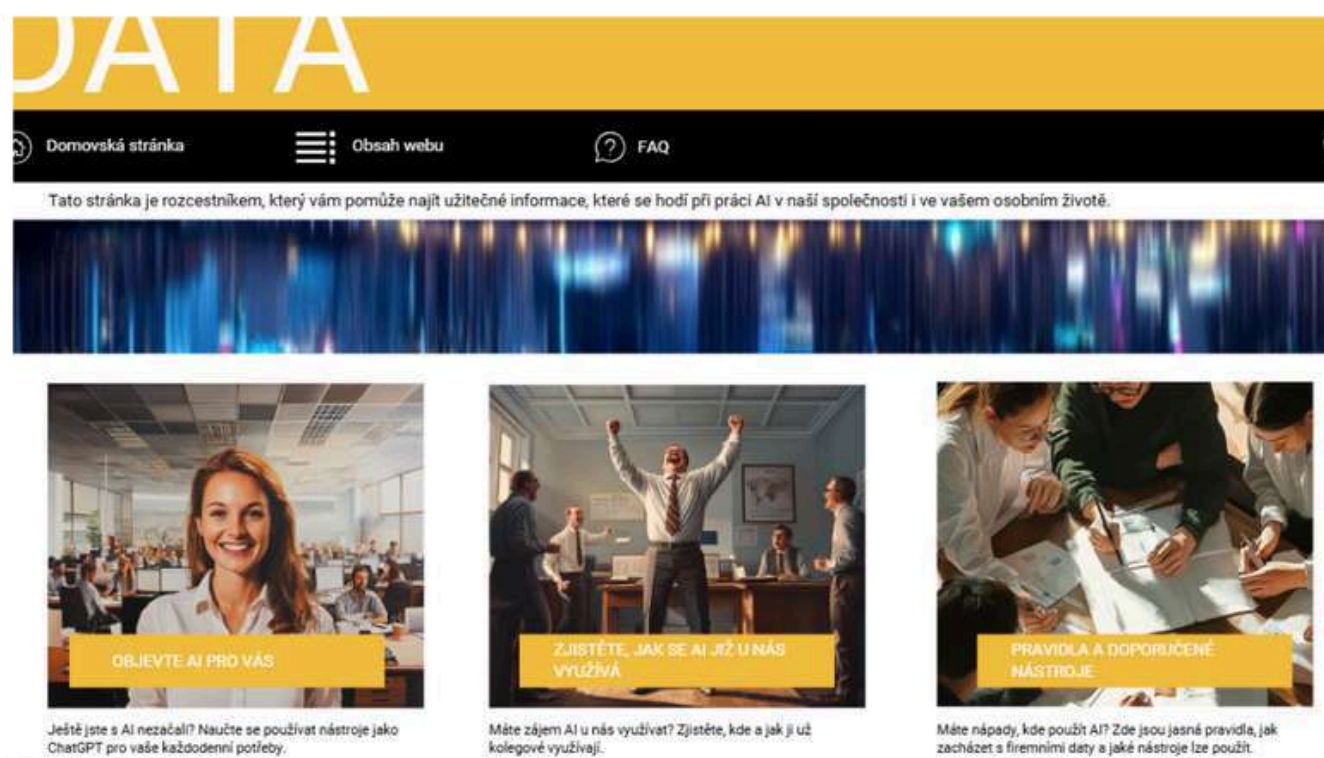 DATA
Domovská stránka
Obsah webu
FAQ
Tato stránka je rozcestníkem, který vám pomůže najít užitečné informace, které se hodí při práci AI v naší společnosti i ve vašem osobním životě.
OBJEVTE AI PRO VÁS
Ještě jste s AI nezačali? Naučte se používat nástroje jako
ChatGPT pro vaše každodenní potřeby.
ZJISTĚTE, JAK SE AI JIŽ U NÁS
VYUŽÍVÁ
Máte zájem AI u nás využívat? Zjistěte, kde a jak ji už
kolegové využívají.
PRAVIDLA A DOPORUČENÉ
NÁSTROJE
Máte nápady, kde použít AI? Zde jsou jasná pravidla, jak
zacházet s firemními daty a jaké nástroje lze použít.